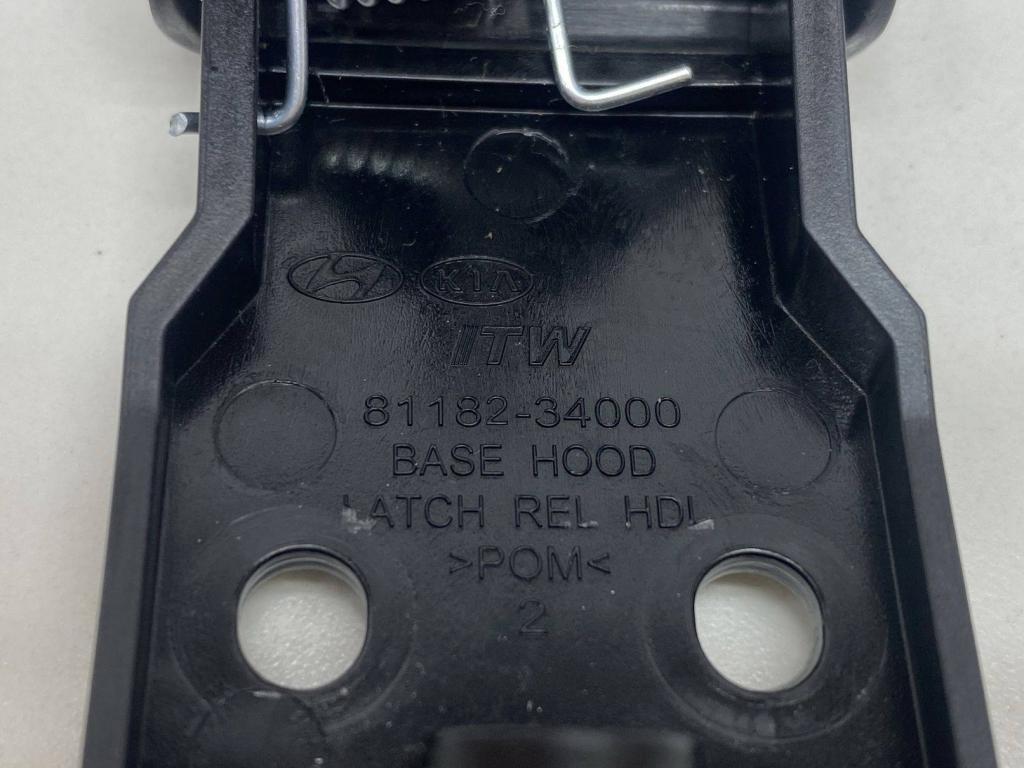 KIA
ITW
81182-34000
BASE HOOD
LATCH REL HDL
>POM<
2